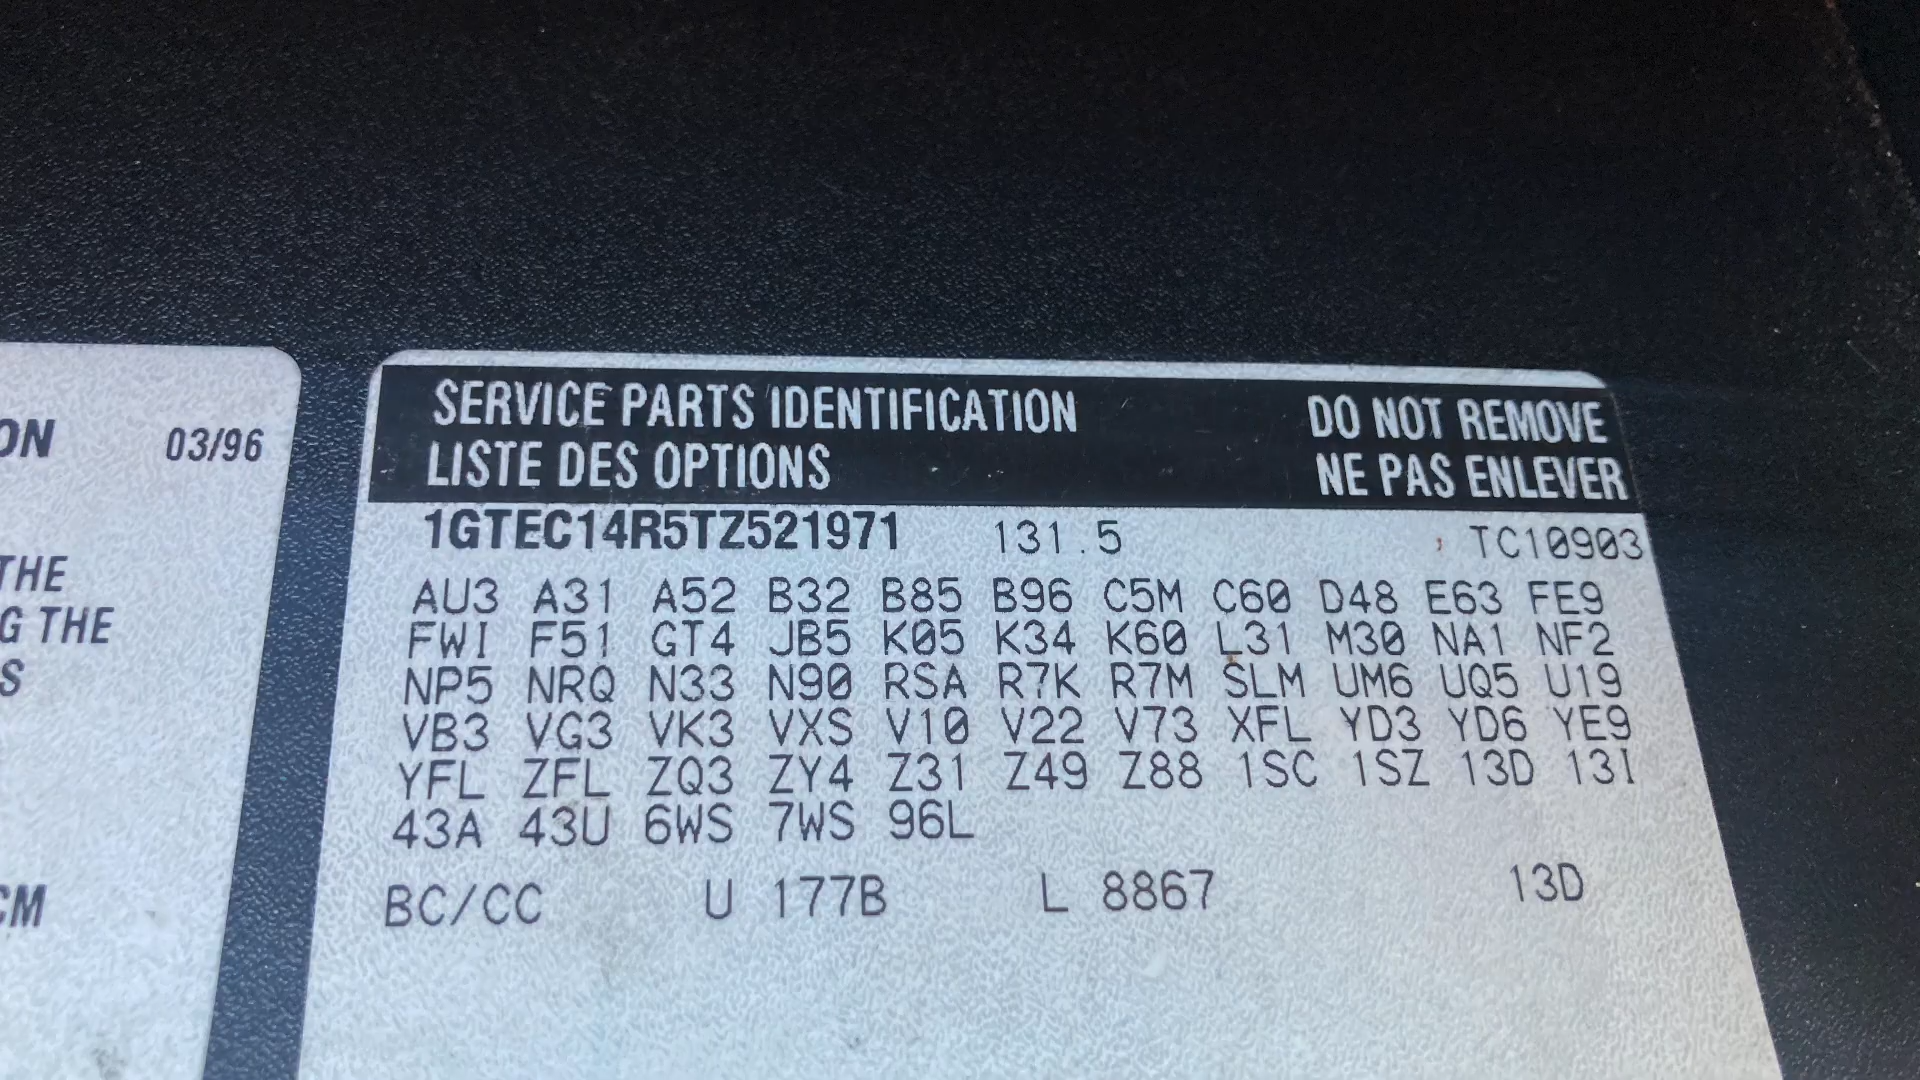 ON 03/96
THE
G THE
S
CM
SERVICE PARTS IDENTIFICATION DO NOT REMOVE
LISTE DES OPTIONS NE PAS ENLEVER
1GTEC14R5TZ521971 131.5 TC10903
AU3 A31 A52 B32 B85 B96 C5M C60 D48 E63 FE9
FWI F51 GT4 JB5 K05 K34 K60 L31 M30 NA1 NF2
NP5 NRQ N33 N90 RSA R7K R7M SLM UM6 UQ5 U19
VB3 VG3 VK3 VXS V10 V22 V73 XFL YD3 YD6 YE9
YFL ZFL ZQ3 ZY4 Z31 Z49 Z88 1SC 1SZ 13D 13I
43A 43U 6WS 7WS 96L
BC/CC U 177B L 8867 13D